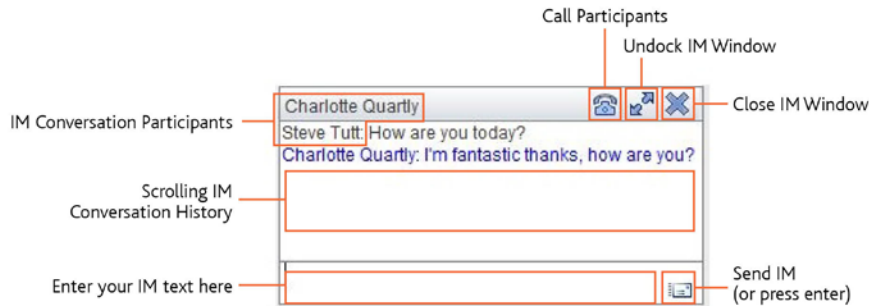 Call Participants
Undock IM Window
Charlotte Quartly
Close IM Window
IM Conversation Participants
Steve Tutt: How are you today?
Charlotte Quartly: I'm fantastic thanks, how are you?
Scrolling IM
Conversation History
Enter your IM text here
Send IM
(or press enter)